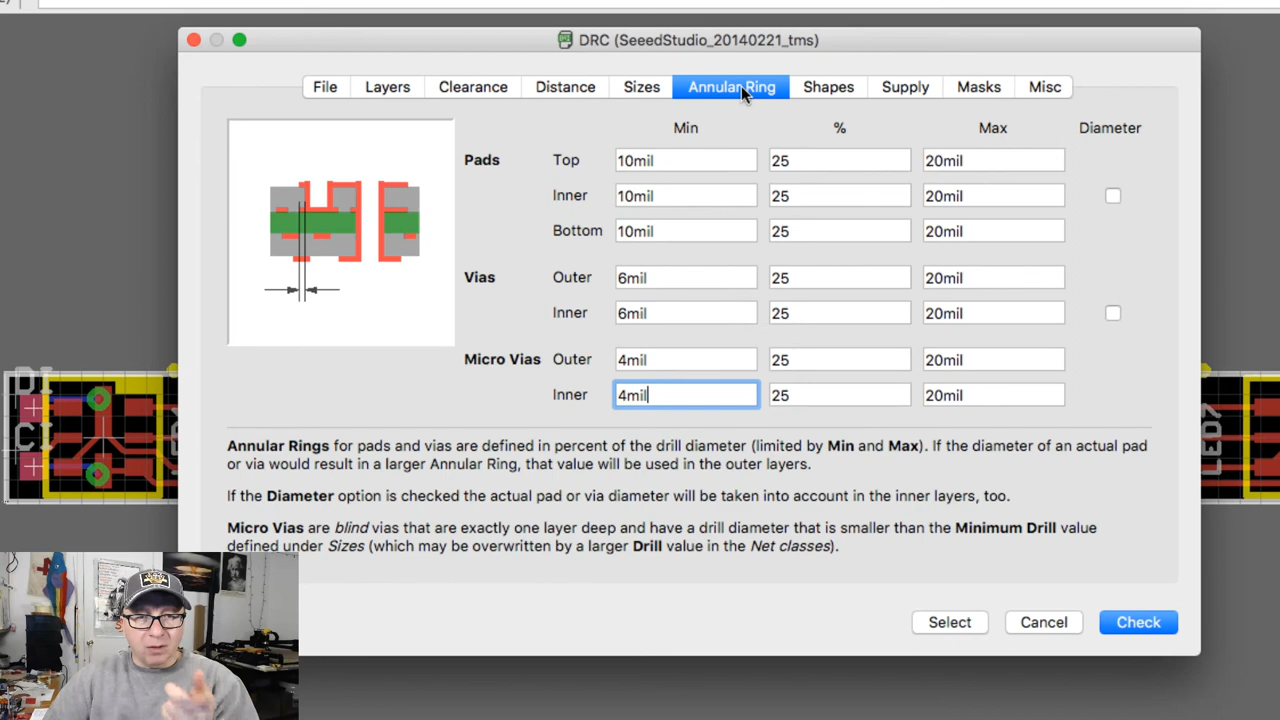 DRC (SeeedStudio_20140221_tms)
File Layers Clearance Distance Sizes Annular Ring Shapes Supply Masks Misc
Min % Max Diameter
Pads Top 10mil 25 20mil
Inner 10mil 25 20mil
Bottom 10mil 25 20mil
Vias Outer 6mil 25 20mil
Inner 6mil 25 20mil
Micro Vias Outer 4mil 25 20mil
Inner 4mil 25 20mil
Annular Rings for pads and vias are defined in percent of the drill diameter (limited by Min and Max). If the diameter of an actual pad
or via would result in a larger Annular Ring, that value will be used in the outer layers.
If the Diameter option is checked the actual pad or via diameter will be taken into account in the inner layers, too.
Micro Vias are blind vias that are exactly one layer deep and have a drill diameter that is smaller than the Minimum Drill value
defined under Sizes (which may be overwritten by a larger Drill value in the Net classes).
Select Cancel Check
DI
CI
LED7